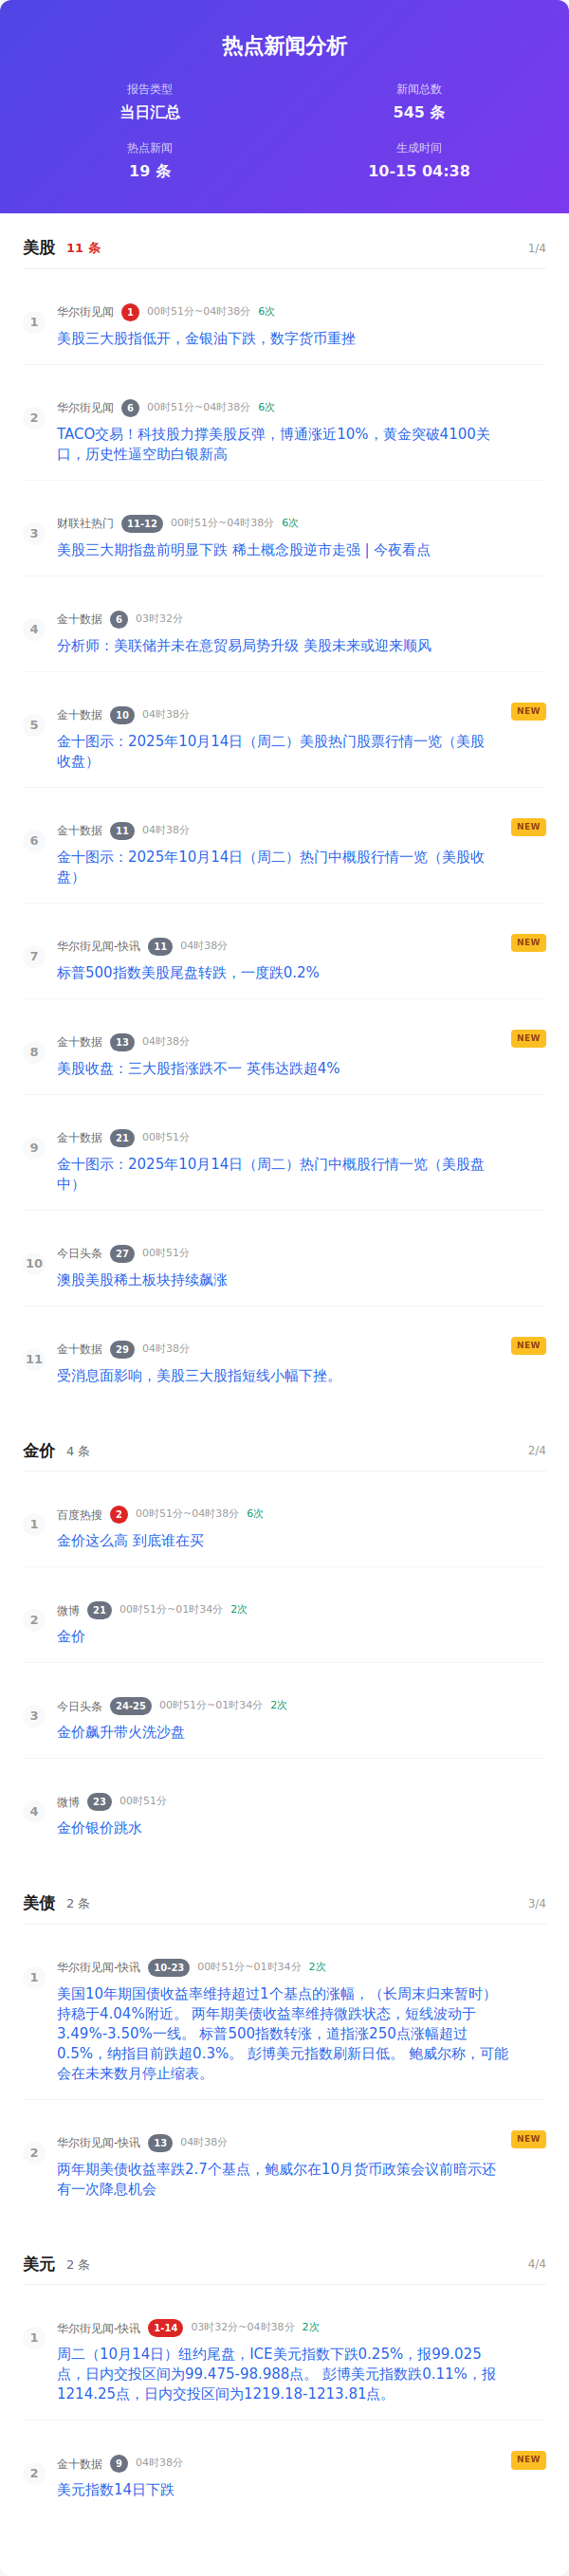 热点新闻分析
报告类型
当日汇总
新闻总数
545 条
热点新闻
19 条
生成时间
10-15 04:38
美股 11 条 1/4
1
华尔街见闻 1 00时51分~04时38分 6次
美股三大股指低开，金银油下跌，数字货币重挫
2
华尔街见闻 6 00时51分~04时38分 6次
TACO交易！科技股力撑美股反弹，博通涨近10%，黄金突破4100关
口，历史性逼空助白银新高
3
财联社热门 11-12 00时51分~04时38分 6次
美股三大期指盘前明显下跌 稀土概念股逆市走强 | 今夜看点
4
金十数据 6 03时32分
分析师：美联储并未在意贸易局势升级 美股未来或迎来顺风
5
金十数据 10 04时38分 NEW
金十图示：2025年10月14日（周二）美股热门股票行情一览（美股
收盘）
6
金十数据 11 04时38分 NEW
金十图示：2025年10月14日（周二）热门中概股行情一览（美股收
盘）
7
华尔街见闻-快讯 11 04时38分 NEW
标普500指数美股尾盘转跌，一度跌0.2%
8
金十数据 13 04时38分 NEW
美股收盘：三大股指涨跌不一 英伟达跌超4%
9
金十数据 21 00时51分
金十图示：2025年10月14日（周二）热门中概股行情一览（美股盘
中）
10
今日头条 27 00时51分
澳股美股稀土板块持续飙涨
11
金十数据 29 04时38分 NEW
受消息面影响，美股三大股指短线小幅下挫。
金价 4 条 2/4
1
百度热搜 2 00时51分~04时38分 6次
金价这么高 到底谁在买
2
微博 21 00时51分~01时34分 2次
金价
3
今日头条 24-25 00时51分~01时34分 2次
金价飙升带火洗沙盘
4
微博 23 00时51分
金价银价跳水
美债 2 条 3/4
1
华尔街见闻-快讯 10-23 00时51分~01时34分 2次
美国10年期国债收益率维持超过1个基点的涨幅，（长周末归来暂时）
持稳于4.04%附近。 两年期美债收益率维持微跌状态，短线波动于
3.49%-3.50%一线。 标普500指数转涨，道指涨250点涨幅超过
0.5%，纳指目前跌超0.3%。 彭博美元指数刷新日低。 鲍威尔称，可能
会在未来数月停止缩表。
2
华尔街见闻-快讯 13 04时38分 NEW
两年期美债收益率跌2.7个基点，鲍威尔在10月货币政策会议前暗示还
有一次降息机会
美元 2 条 4/4
1
华尔街见闻-快讯 1-14 03时32分~04时38分 2次
周二（10月14日）纽约尾盘，ICE美元指数下跌0.25%，报99.025
点，日内交投区间为99.475-98.988点。 彭博美元指数跌0.11%，报
1214.25点，日内交投区间为1219.18-1213.81点。
2
金十数据 9 04时38分 NEW
美元指数14日下跌